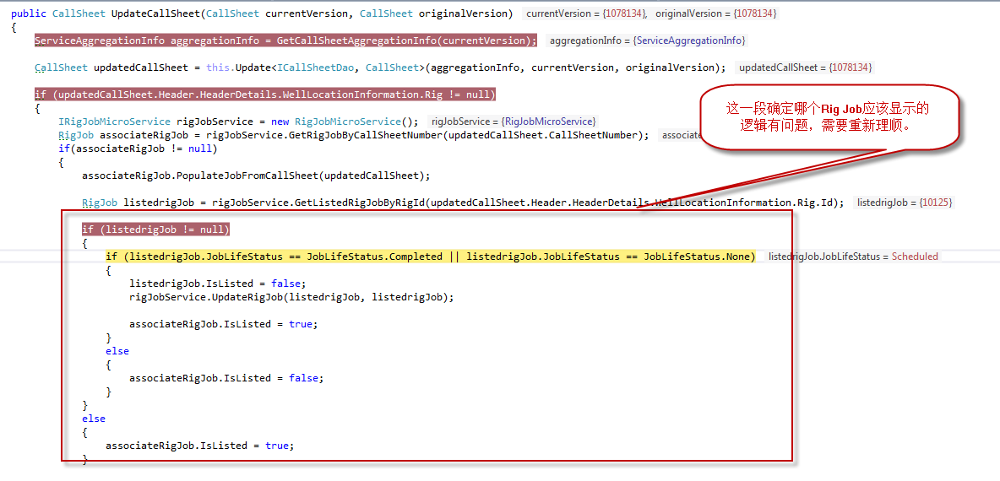 public CallSheet UpdateCallSheet(CallSheet currentVersion, CallSheet originalVersion) currentVersion = {1078134}, originalVersion = {1078134}
{
ServiceAggregationInfo aggregationInfo = GetCallSheetAggregationInfo(currentVersion); aggregationInfo = {ServiceAggregationInfo}
CallSheet updatedCallSheet = this.Update<ICallSheetDao, CallSheet>(aggregationInfo, currentVersion, originalVersion); updatedCallSheet = {1078134}
if (updatedCallSheet.Header.HeaderDetails.WellLocationInformation.Rig != null)
{
这一段确定哪个Rig Job应该显示的
逻辑有问题，需要重新理顺。
IRigJobMicroService rigJobService = new RigJobMicroService(); rigJobService = {RigJobMicroService}
RigJob associateRigJob = rigJobService.GetRigJobByCallSheetNumber(updatedCallSheet.CallSheetNumber);
if(associateRigJob != null)
{
associateRigJob.PopulateJobFromCallSheet(updatedCallSheet);
RigJob listedrigJob = rigJobService.GetListedRigJobByRigId(updatedCallSheet.Header.HeaderDetails.WellLocationInformation.Rig.Id); listedrigJob = {10125}
if (listedrigJob != null)
{
if (listedrigJob.JobLifeStatus == JobLifeStatus.Completed || listedrigJob.JobLifeStatus == JobLifeStatus.None) listedrigJob.JobLifeStatus = Scheduled
{
listedrigJob.IsListed = false;
rigJobService.UpdateRigJob(listedrigJob, listedrigJob);
associateRigJob.IsListed = true;
}
else
{
associateRigJob.IsListed = false;
}
}
else
{
associateRigJob.IsListed = true;
}